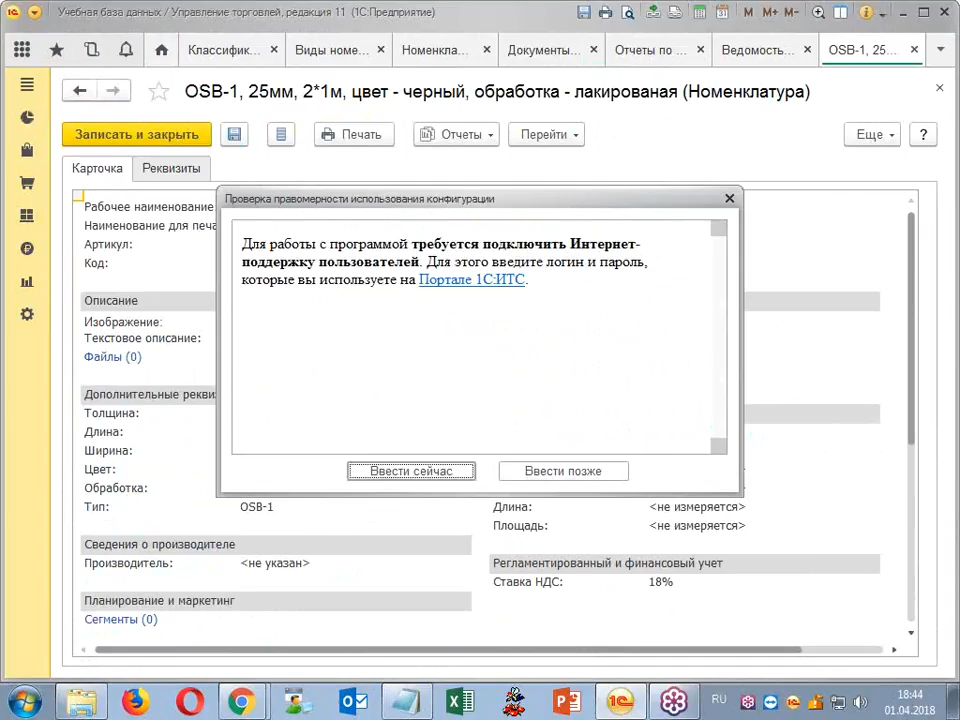 Учебная база данных / Управление торговлей, редакция 11 (1С:Предприятие)
M M+ M-
Классифик...
Виды номе...
Номенкла...
Документы...
Отчеты по ...
Ведомость...
OSB-1, 25...
OSB-1, 25мм, 2*1м, цвет - черный, обработка - лакированая (Номенклатура)
Записать и закрыть
Печать
Отчеты
Перейти
Еще
?
Карточка
Реквизиты
Проверка правомерности использования конфигурации
Рабочее наименование:
Наименование для печа
Артикул:
Код:
Для работы с программой требуется подключить Интернет-
поддержку пользователей. Для этого введите логин и пароль,
которые вы используете на Портале 1С:ИТС.
Описание
Изображение:
Текстовое описание:
Файлы (0)
Дополнительные рекви
Толщина:
Длина:
Ширина:
Цвет:
Обработка:
Ввести сейчас
Ввести позже
Тип:
OSB-1
Длина:
<не измеряется>
Площадь:
<не измеряется>
Сведения о производителе
Производитель:
<не указан>
Регламентированный и финансовый учет
Ставка НДС:
18%
Планирование и маркетинг
Сегменты (0)
RU
18:44
01.04.2018